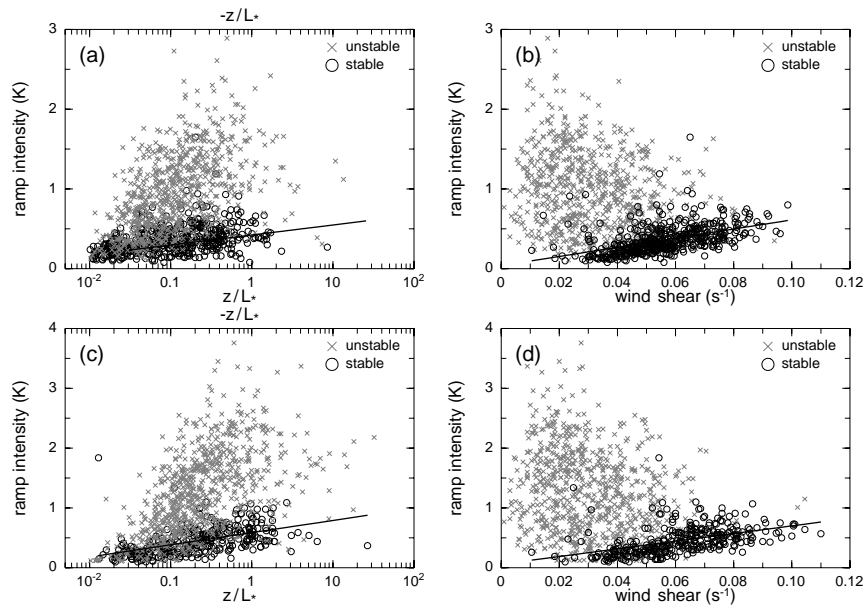 -z/L*
(a)
× unstable
○ stable
ramp intensity (K)
3
2
1
0
10⁻² 0.1 1 10 10²
z/L*
(b)
× unstable
○ stable
ramp intensity (K)
3
2
1
0
0 0.02 0.04 0.06 0.08 0.10 0.12
wind shear (s⁻¹)
-z/L*
(c)
× unstable
○ stable
ramp intensity (K)
4
3
2
1
0
10⁻² 0.1 1 10 10²
z/L*
(d)
× unstable
○ stable
ramp intensity (K)
4
3
2
1
0
0 0.02 0.04 0.06 0.08 0.10 0.12
wind shear (s⁻¹)